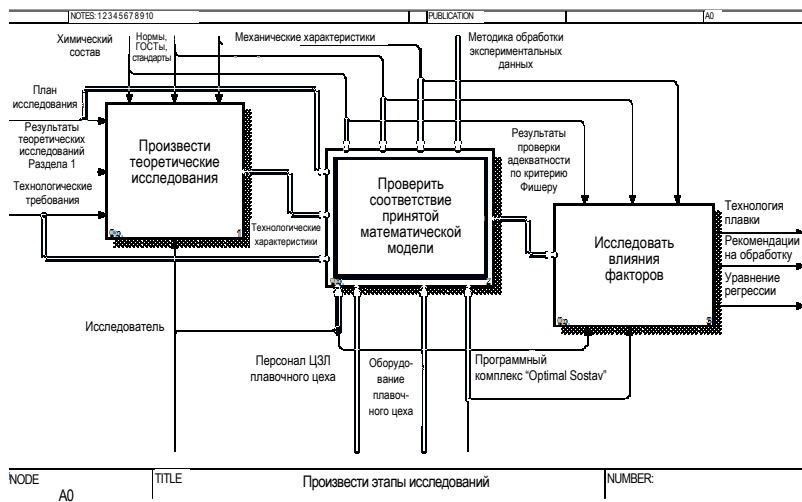 NOTES: 1 2 3 4 5 6 7 8 9 10
PUBLICATION
A0
Химический
состав
Нормы,
ГОСТы,
стандарты
Механические характеристики
Методика обработки
экспериментальных
данных
План
исследования
Результаты
теоретических
исследований
Раздела 1
Технологические
требования
Произвести
теоретические
исследования
Технологические
характеристики
Проверить
соответствие
принятой
математической
модели
Результаты
проверки
адекватности
по критерию
Фишеру
Исследовать
влияния
факторов
Технология
плавки
Рекомендации
на обработку
Уравнение
регрессии
Исследователь
Персонал ЦЗЛ
плавочного цеха
Оборудо-
вание
плавоч-
ного цеха
Программный
комплекс “Optimal Sostav”
NODE
A0
TITLE
Произвести этапы исследований
NUMBER: